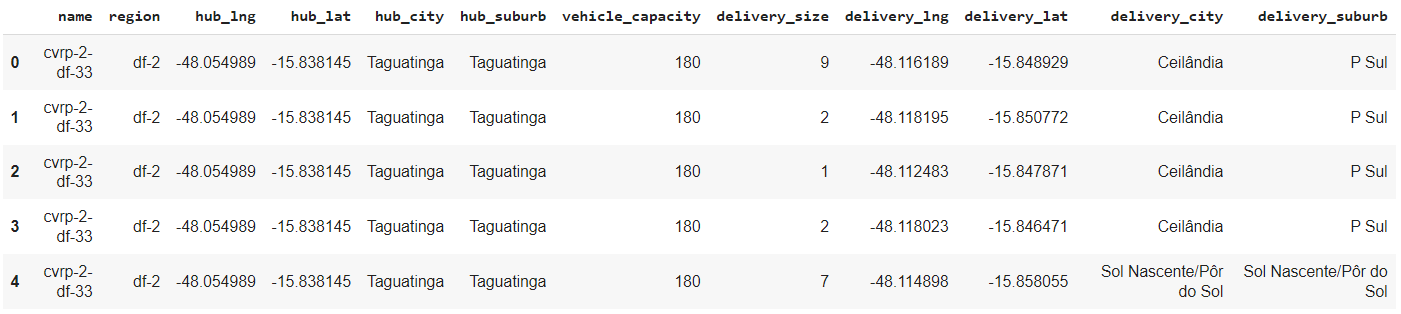 name region hub_lng hub_lat hub_city hub_suburb vehicle_capacity delivery_size delivery_lng delivery_lat delivery_city delivery_suburb
0 cvrp-2-df-33 df-2 -48.054989 -15.838145 Taguatinga Taguatinga 180 9 -48.116189 -15.848929 Ceilândia P Sul
1 cvrp-2-df-33 df-2 -48.054989 -15.838145 Taguatinga Taguatinga 180 2 -48.118195 -15.850772 Ceilândia P Sul
2 cvrp-2-df-33 df-2 -48.054989 -15.838145 Taguatinga Taguatinga 180 1 -48.112483 -15.847871 Ceilândia P Sul
3 cvrp-2-df-33 df-2 -48.054989 -15.838145 Taguatinga Taguatinga 180 2 -48.118023 -15.846471 Ceilândia P Sul
4 cvrp-2-df-33 df-2 -48.054989 -15.838145 Taguatinga Taguatinga 180 7 -48.114898 -15.858055 Sol Nascente/Pôr do Sol Sol Nascente/Pôr do Sol